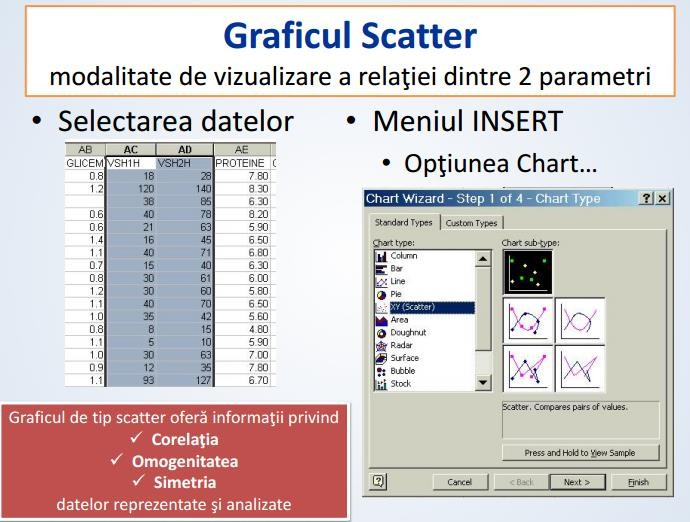 Graficul Scatter
modalitate de vizualizare a relaţiei dintre 2 parametri
• Selectarea datelor
AB AC AD AE
GLICEM VSH1H VSH2H PROTEINE
0.8 18 28 7.80
1.2 120 140 8.30
38 85 6.30
0.6 40 78 8.20
0.6 21 63 5.90
1.4 16 45 6.50
1.1 40 71 6.80
0.7 15 40 6.30
0.8 30 61 6.00
1.2 30 60 5.80
1.1 40 70 6.50
1.0 35 42 5.60
0.8 8 15 4.80
1.1 5 10 5.90
1.0 30 63 7.00
0.9 12 35 7.80
1.1 93 127 6.70
Graficul de tip scatter oferă informaţii privind
✓ Corelaţia
✓ Omogenitatea
✓ Simetria
datelor reprezentate şi analizate
• Meniul INSERT
• Opţiunea Chart...
Chart Wizard - Step 1 of 4 - Chart Type
Standard Types Custom Types
Chart type:
Column
Bar
Line
Pie
XY (Scatter)
Area
Doughnut
Radar
Surface
Bubble
Stock
Chart sub-type:
Scatter. Compares pairs of values.
Press and Hold to View Sample
Cancel < Back Next > Finish